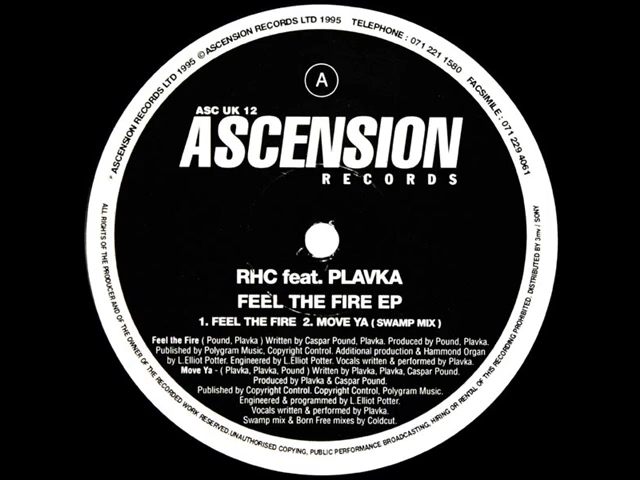 ℗ ASCENSION RECORDS LTD 1995 © ASCENSION RECORDS LTD 1995
TELEPHONE : 071 221 1580
FACSIMILE : 071 229 4061
A
ASC UK 12
ASCENSION
RECORDS
RHC feat. PLAVKA
FEEL THE FIRE EP
1. FEEL THE FIRE 2. MOVE YA ( SWAMP MIX )
Feel the Fire ( Pound, Plavka ) Written by Caspar Pound, Plavka. Produced by Pound, Plavka.
Published by Polygram Music, Copyright Control. Additional production & Hammond Organ
by L.Elliot Potter. Engineered by L.Elliot Potter. Vocals written & performed by Plavka.
Move Ya - ( Plavka, Plavka, Pound ) Written by Plavka, Plavka, Caspar Pound.
Produced by Plavka & Caspar Pound.
Published by Copyright Control. Copyright Control, Polygram Music.
Engineered & programmed by L.Elliot Potter.
Vocals written & performed by Plavka.
Swamp mix & Born Free mixes by Coldcut.
ALL RIGHTS OF THE PRODUCER AND OF THE OWNER OF THE RECORDED WORK RESERVED. UNAUTHORISED COPYING, PUBLIC PERFORMANCE BROADCASTING, HIRING OR RENTAL OF THIS RECORDING PROHIBITED. DISTRIBUTED BY 3mv / SONY